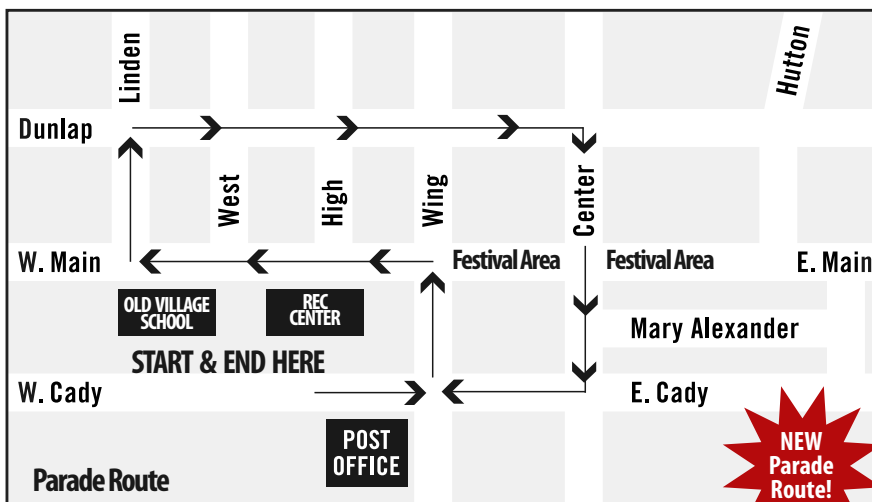 Linden
Hutton
Dunlap
West
High
Wing
Center
W. Main
Festival Area
Festival Area
E. Main
OLD VILLAGE
SCHOOL
REC
CENTER
Mary Alexander
START & END HERE
W. Cady
E. Cady
POST
OFFICE
NEW
Parade
Route!
Parade Route